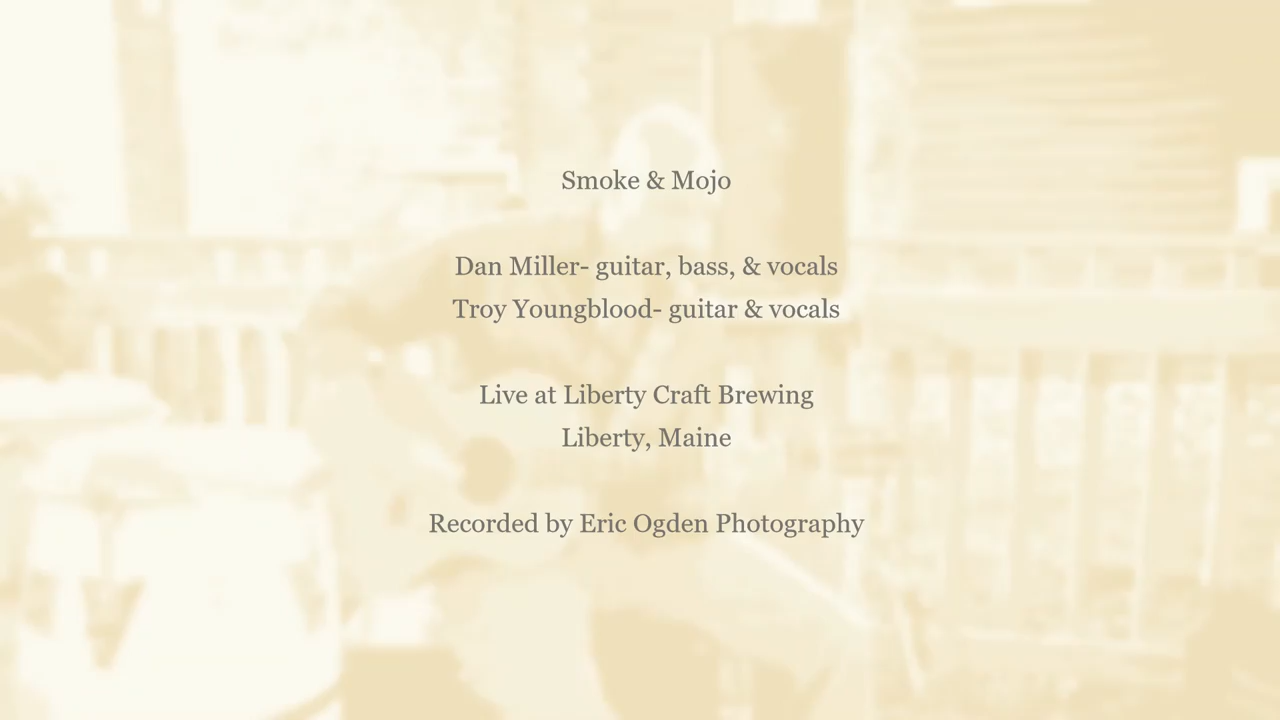 Smoke & Mojo
Dan Miller- guitar, bass, & vocals
Troy Youngblood- guitar & vocals
Live at Liberty Craft Brewing
Liberty, Maine
Recorded by Eric Ogden Photography